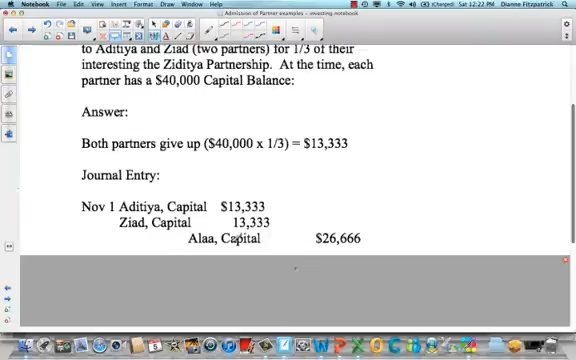 Notebook File Edit View Insert Format Draw Window Help
(Charged) Sat 12:22 PM Dianne Fitzpatrick
Admission of Partner examples - investing.notebook
to Aditiya and Ziad (two partners) for 1/3 of their
interesting the Ziditya Partnership. At the time, each
partner has a $40,000 Capital Balance:
Answer:
Both partners give up ($40,000 x 1/3) = $13,333
Journal Entry:
Nov 1 Aditiya, Capital $13,333
Ziad, Capital 13,333
Alaa, Capital $26,666